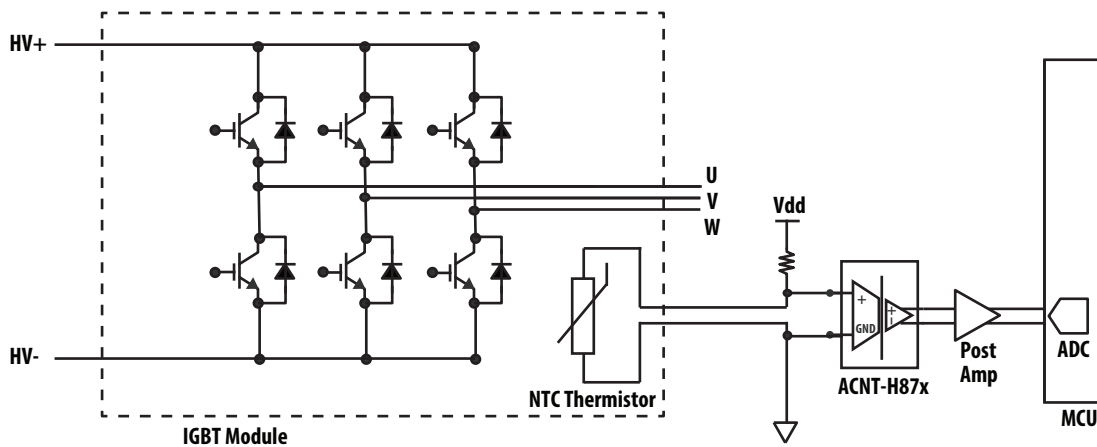 HV+
U
V
W
Vdd
+
GND
+
−
ADC
Post
Amp
HV-
NTC Thermistor
ACNT-H87x
MCU
IGBT Module